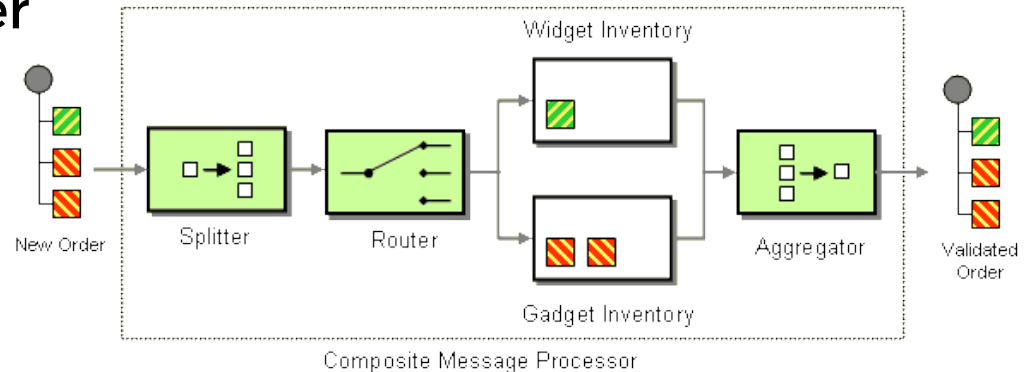 er
Widget Inventory
New Order
Splitter
Router
Aggregator
Validated
Order
Gadget Inventory
Composite Message Processor